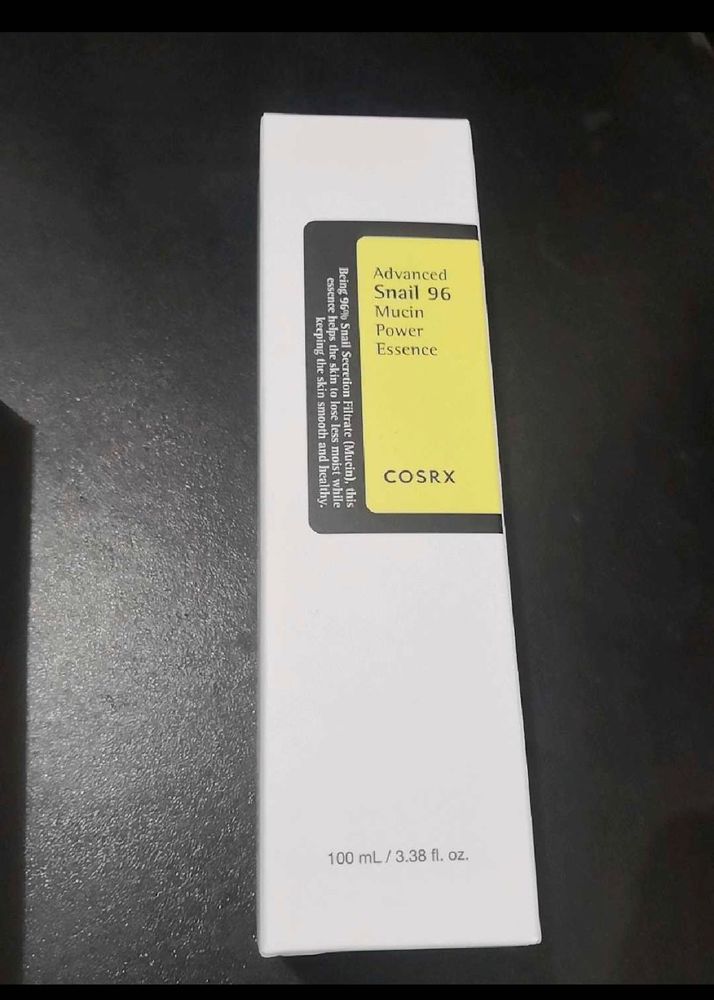 Advanced
Snail 96
Mucin
Power
Essence
COSRX
Being 96% Snail Secretion Filtrate (Mucin), this
essence helps the skin to lose less moist while
keeping the skin smooth and healthy.
100 mL / 3.38 fl. oz.